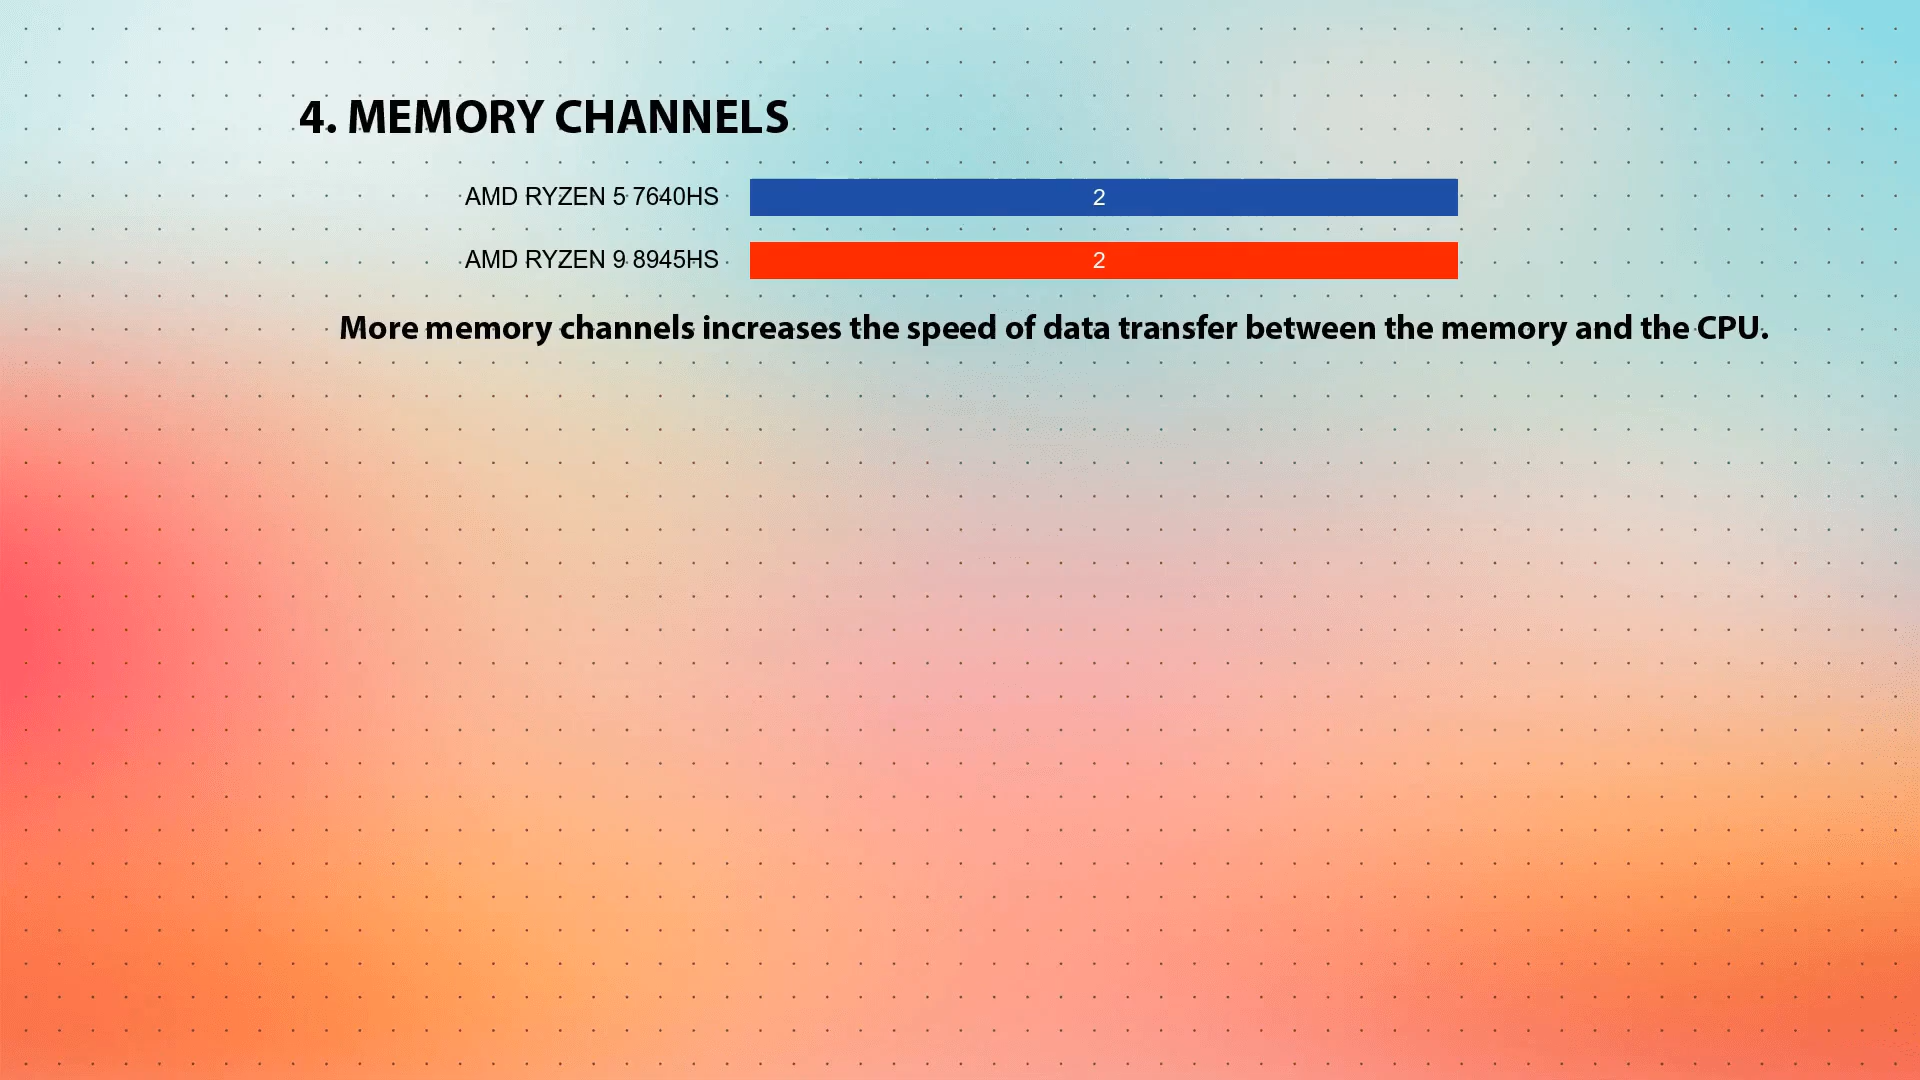 4. MEMORY CHANNELS
AMD RYZEN 5 7640HS 2
AMD RYZEN 9 8945HS 2
More memory channels increases the speed of data transfer between the memory and the CPU.